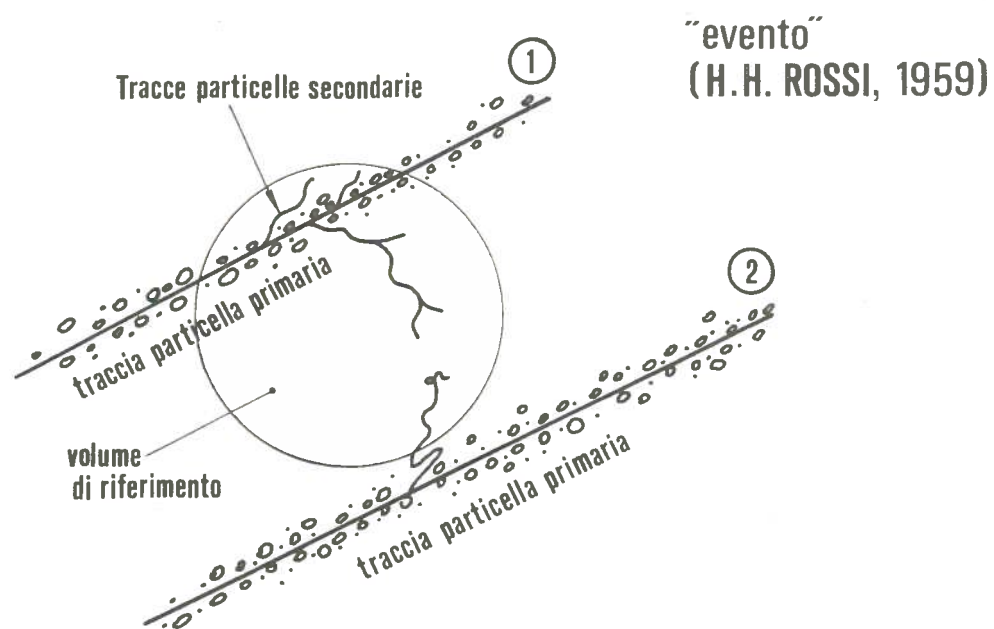 "evento"
(H.H. ROSSI, 1959)
1
Tracce particelle secondarie
traccia particella primaria
2
volume
di riferimento
traccia particella primaria